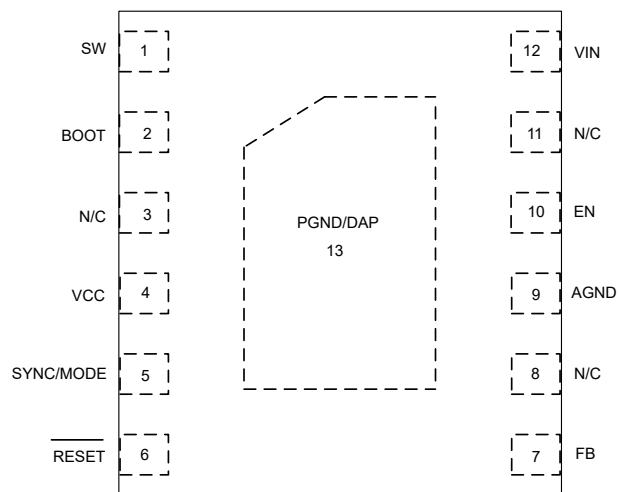 SW 1 12 VIN
BOOT 2 11 N/C
N/C 3 10 EN
PGND/DAP
13
VCC 4 9 AGND
SYNC/MODE 5 8 N/C
RESET 6 7 FB